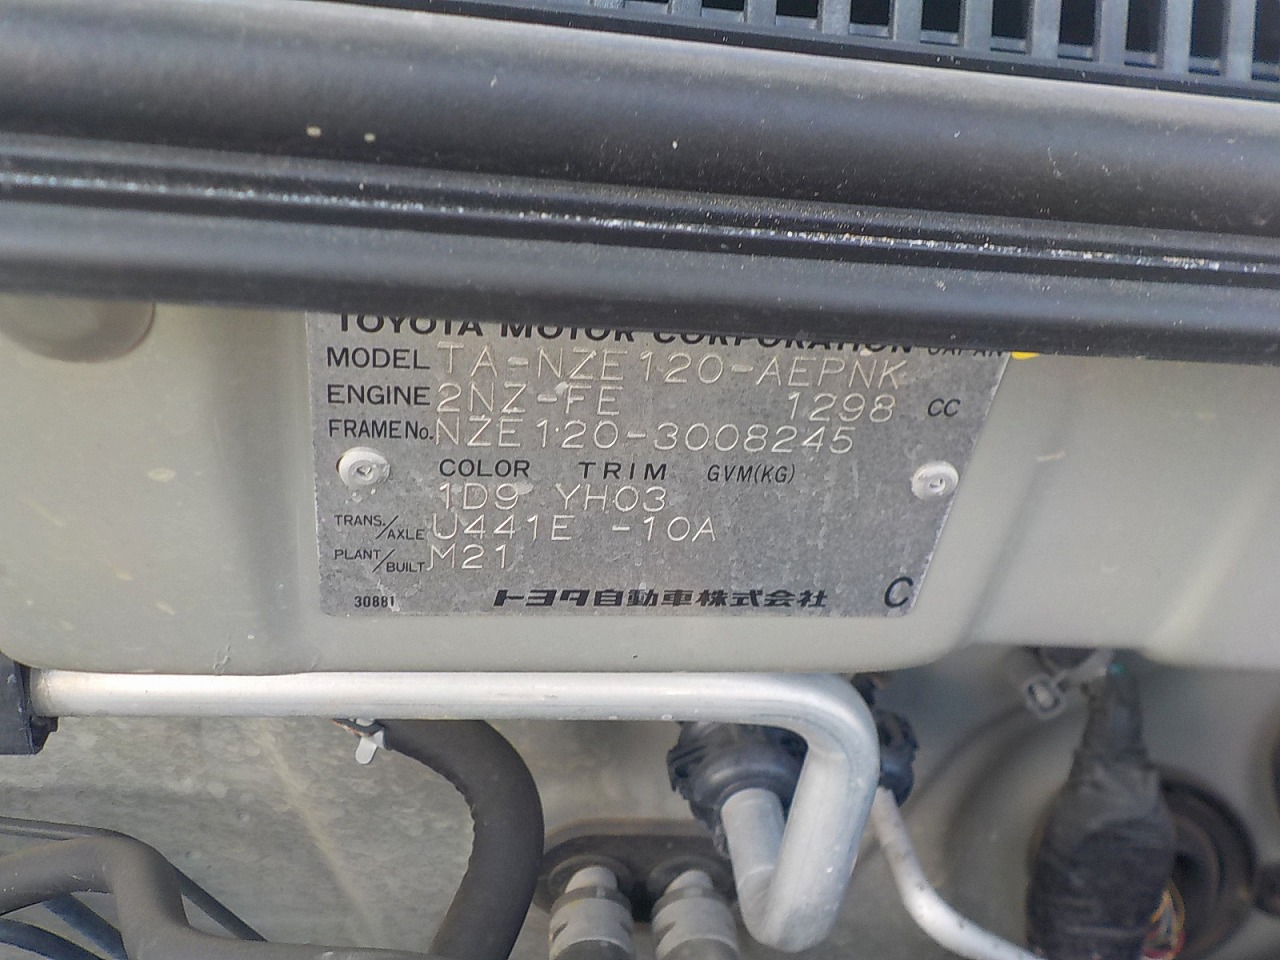 TOYOTA MOTOR CORPORATION JAPAN
MODEL TA-NZE120-AEPNK
ENGINE 2NZ-FE 1298 CC
FRAME No. NZE120-3008245
COLOR TRIM GVM(KG)
1D9 YH03
TRANS./AXLE U441E -10A
PLANT/BUILT M21
30881 トヨタ自動車株式会社 C